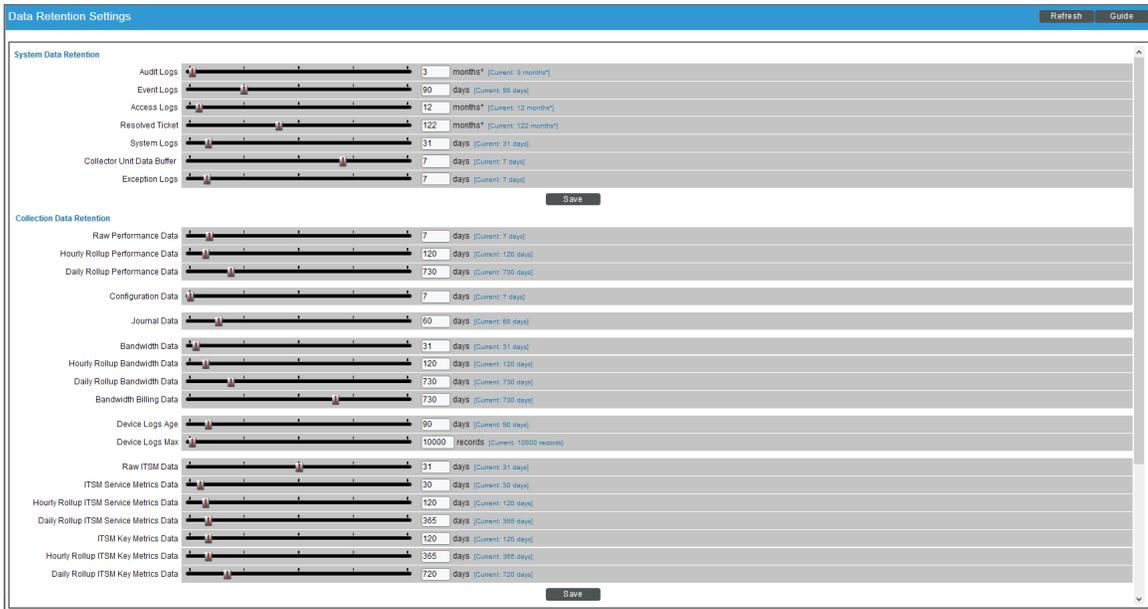 Data Retention Settings Refresh Guide
System Data Retention
Audit Logs 3 months* [Current: 3 months*]
Event Logs 90 days [Current: 90 days]
Access Logs 12 months* [Current: 12 months*]
Resolved Ticket 122 months* [Current: 122 months*]
System Logs 31 days [Current: 31 days]
Collector Unit Data Buffer 7 days [Current: 7 days]
Exception Logs 7 days [Current: 7 days]
Save
Collection Data Retention
Raw Performance Data 7 days [Current: 7 days]
Hourly Rollup Performance Data 120 days [Current: 120 days]
Daily Rollup Performance Data 730 days [Current: 730 days]
Configuration Data 7 days [Current: 7 days]
Journal Data 60 days [Current: 60 days]
Bandwidth Data 31 days [Current: 31 days]
Hourly Rollup Bandwidth Data 120 days [Current: 120 days]
Daily Rollup Bandwidth Data 730 days [Current: 730 days]
Bandwidth Billing Data 730 days [Current: 730 days]
Device Logs Age 90 days [Current: 90 days]
Device Logs Max 10000 records [Current: 10000 records]
Raw ITSM Data 31 days [Current: 31 days]
ITSM Service Metrics Data 30 days [Current: 30 days]
Hourly Rollup ITSM Service Metrics Data 120 days [Current: 120 days]
Daily Rollup ITSM Service Metrics Data 365 days [Current: 365 days]
ITSM Key Metrics Data 120 days [Current: 120 days]
Hourly Rollup ITSM Key Metrics Data 365 days [Current: 365 days]
Daily Rollup ITSM Key Metrics Data 720 days [Current: 720 days]
Save